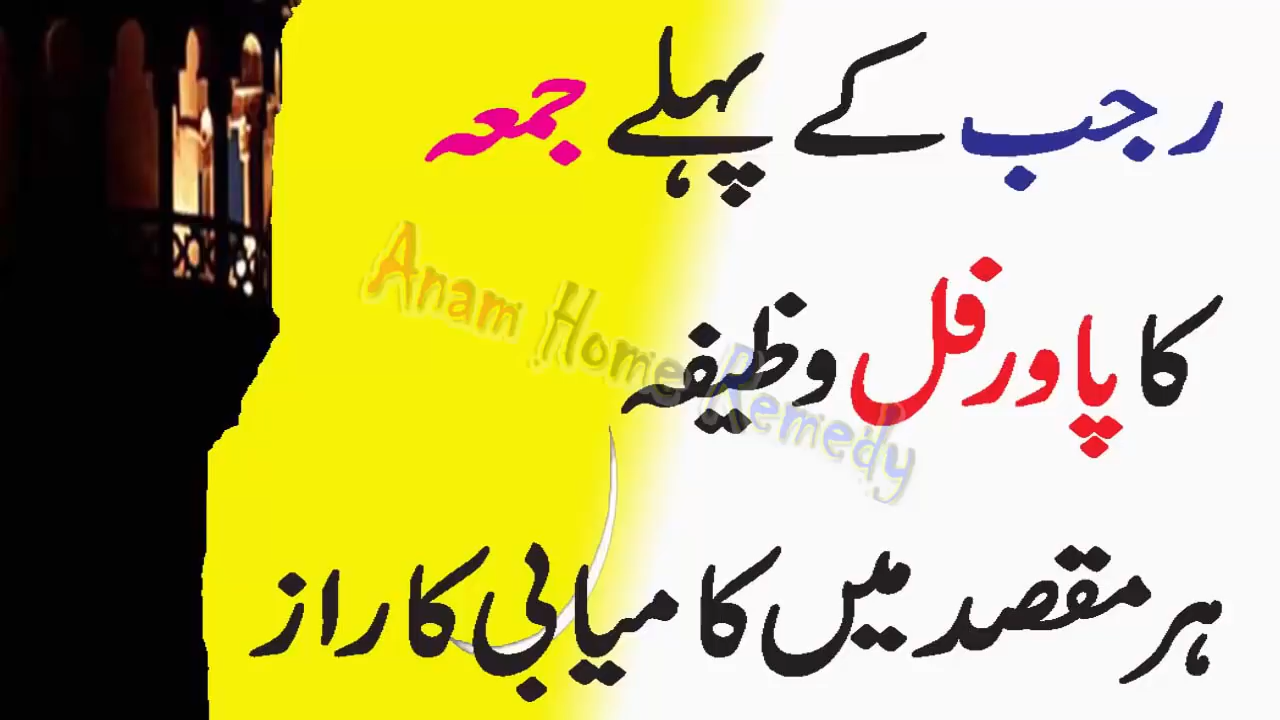 رجب کے پہلے جمعہ
کا پاورفل وظیفہ
Anam Home Remedy
ہر مقصد میں کامیابی کا راز